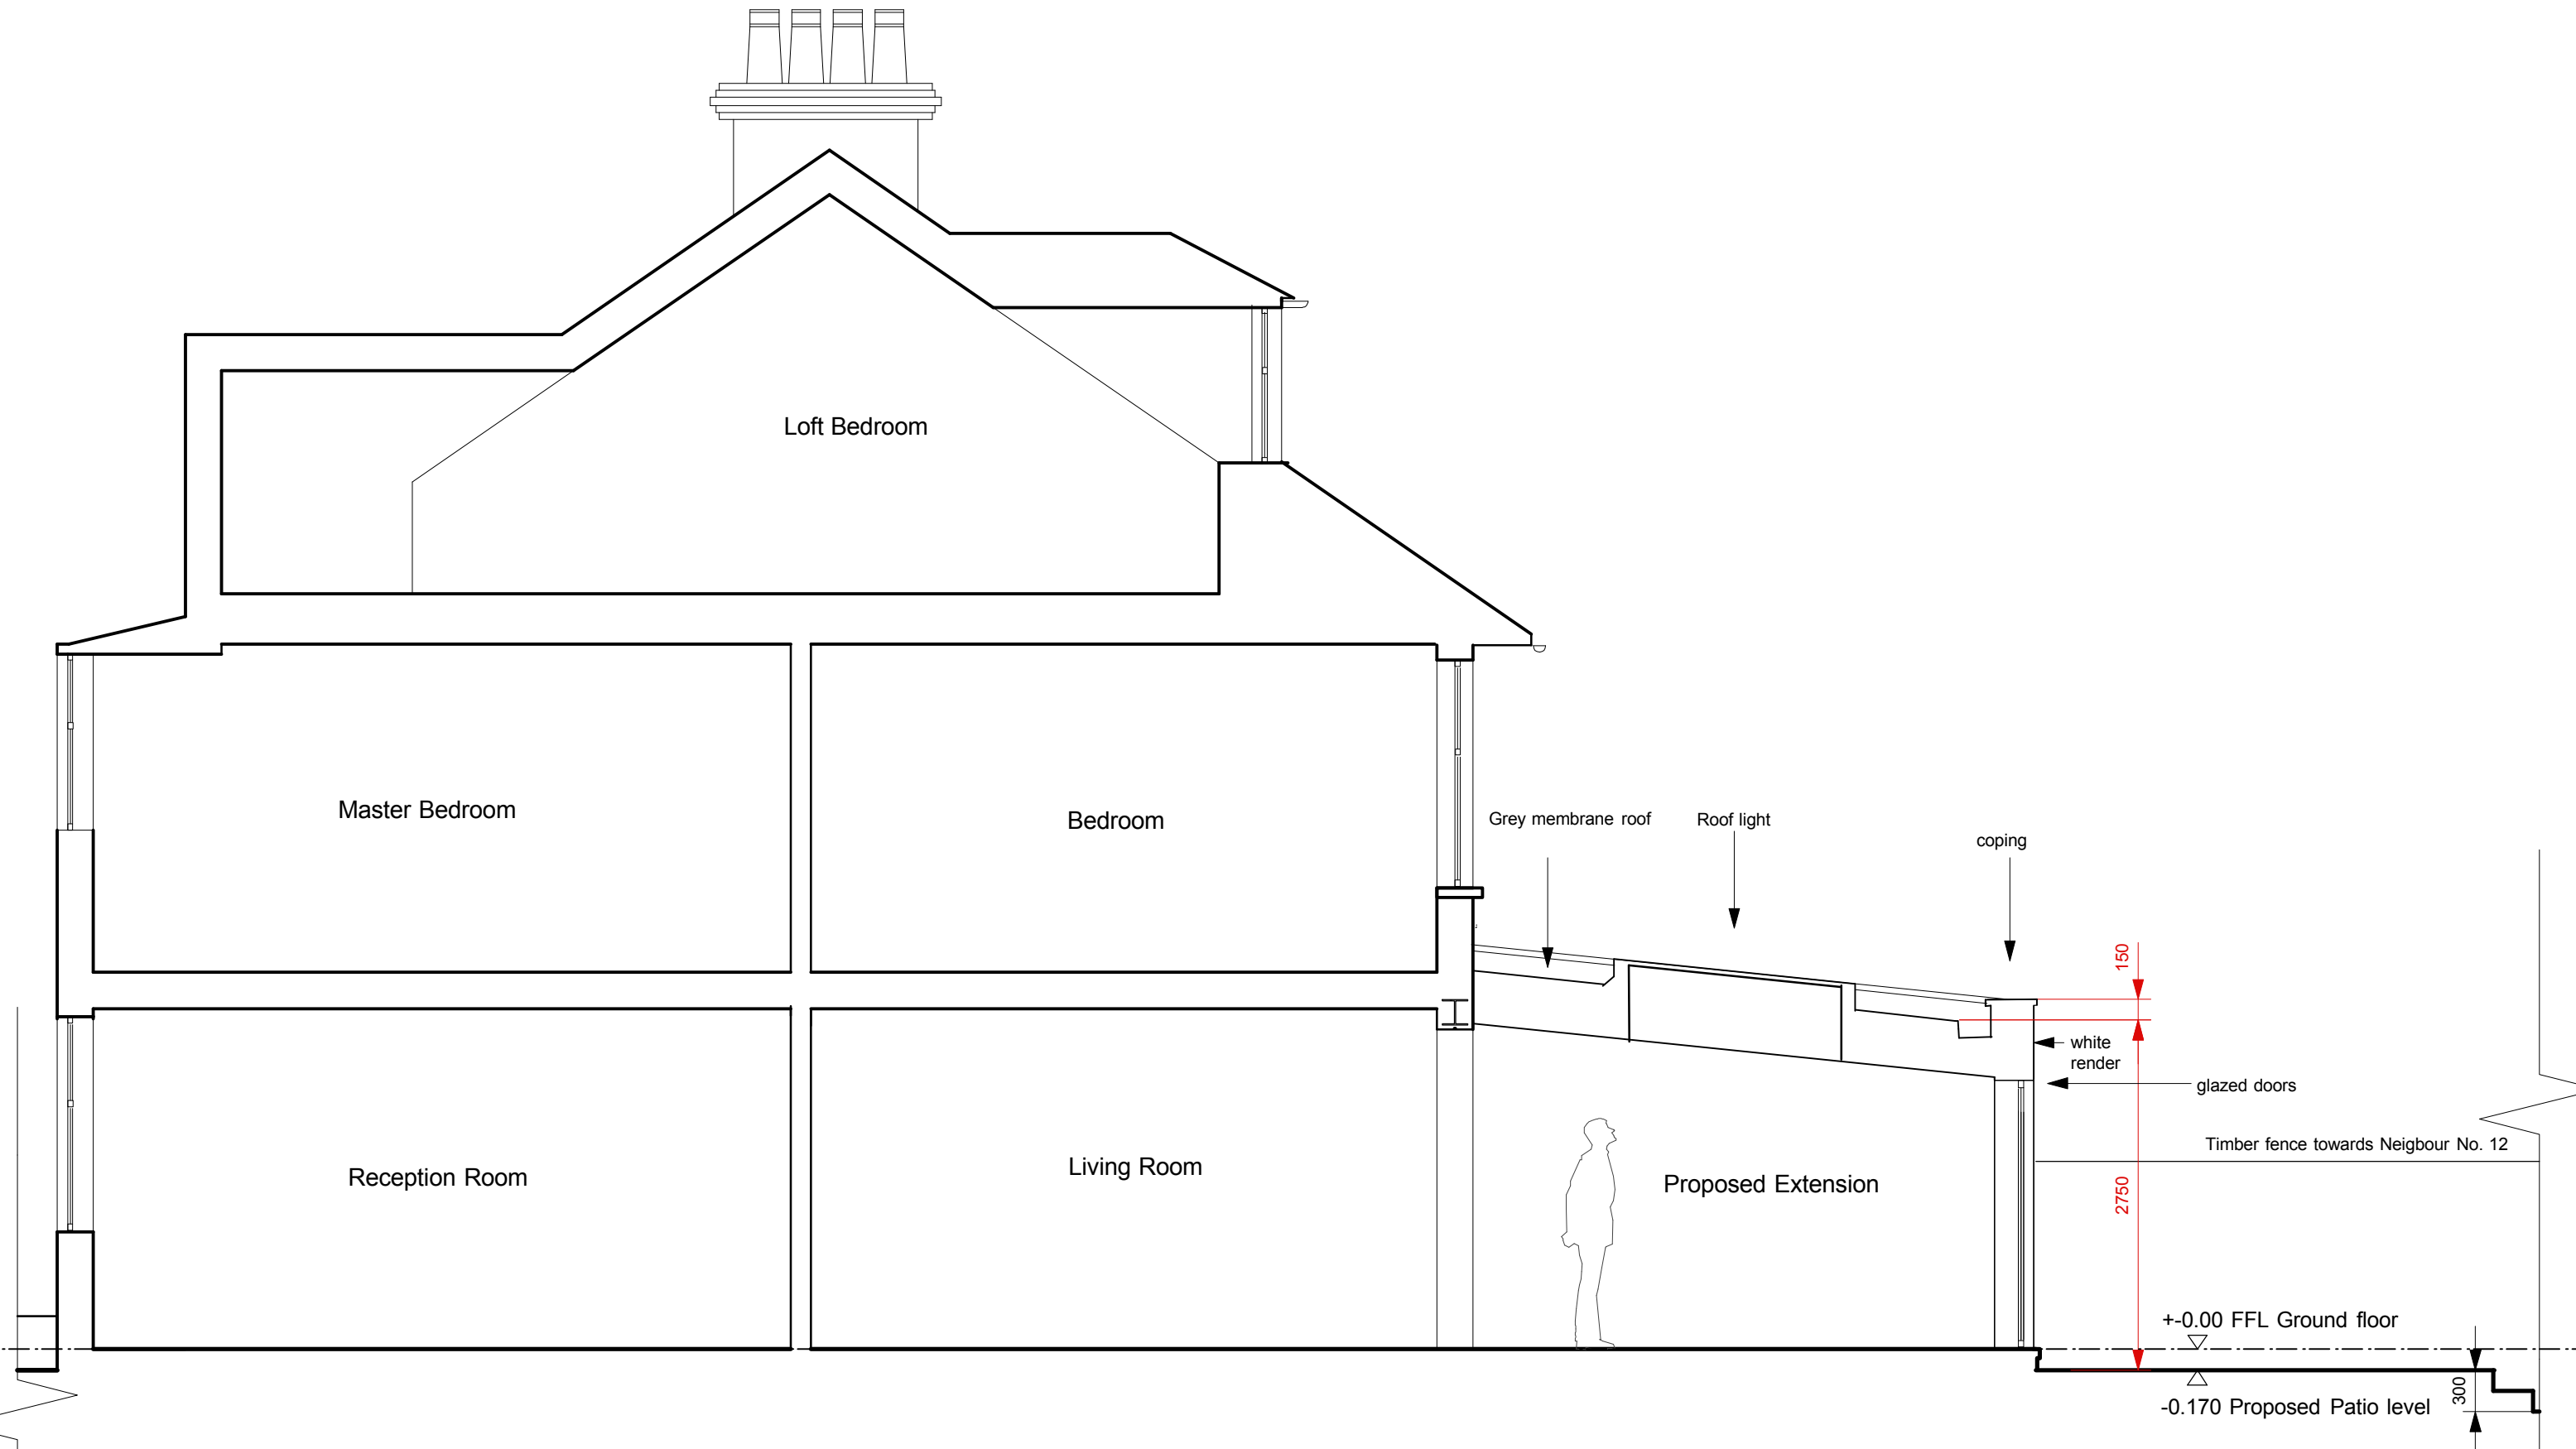 Loft Bedroom
Master Bedroom
Bedroom
Grey membrane roof
Roof light
coping
150
white
render
glazed doors
Timber fence towards Neigbour No. 12
Reception Room
Living Room
Proposed Extension
2750
+-0.00 FFL Ground floor
-0.170 Proposed Patio level
300